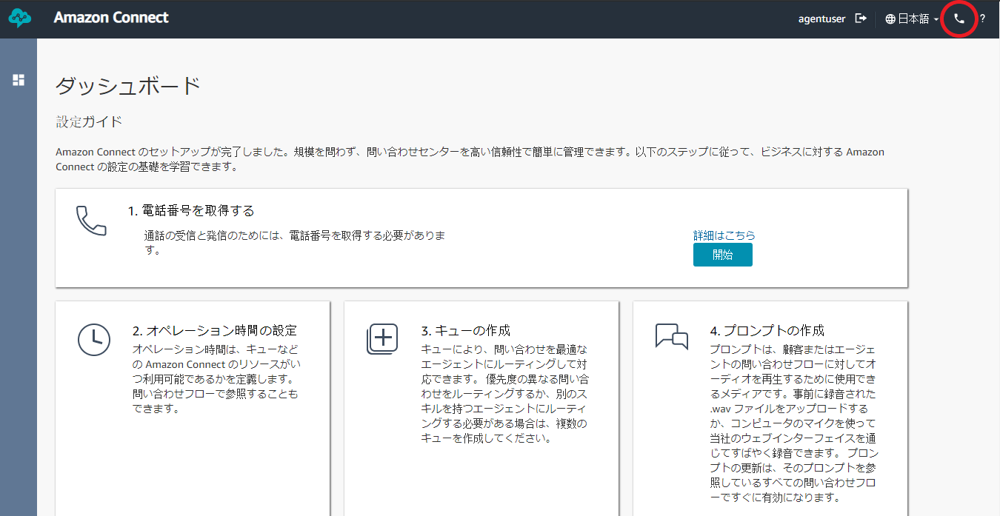 Amazon Connect
agentuser
日本語
?
ダッシュボード
設定ガイド
Amazon Connect のセットアップが完了しました。規模を問わず、問い合わせセンターを高い信頼性で簡単に管理できます。以下のステップに従って、ビジネスに対する Amazon
Connect の設定の基礎を学習できます。
1. 電話番号を取得する
通話の受信と発信のためには、電話番号を取得する必要がありま
す。
詳細はこちら
開始
2. オペレーション時間の設定
オペレーション時間は、キューなど
の Amazon Connect のリソースがい
つ利用可能であるかを定義します。
問い合わせフローで参照することも
できます。
3. キューの作成
キューにより、問い合わせを最適な
エージェントにルーティングして対
応できます。 優先度の異なる問い合
わせをルーティングするか、別のス
キルを持つエージェントにルーティ
ングする必要がある場合は、複数の
キューを作成してください。
4. プロンプトの作成
プロンプトは、顧客またはエージェ
ントの問い合わせフローに対してオ
ーディオを再生するために使用でき
るメディアです。事前に録音された
.wav ファイルをアップロードする
か、コンピュータのマイクを使って
当社のウェブインターフェイスを通
じてすばやく録音できます。 プロン
プトの更新は、そのプロンプトを参
照しているすべての問い合わせフロ
ーですぐに有効になります。